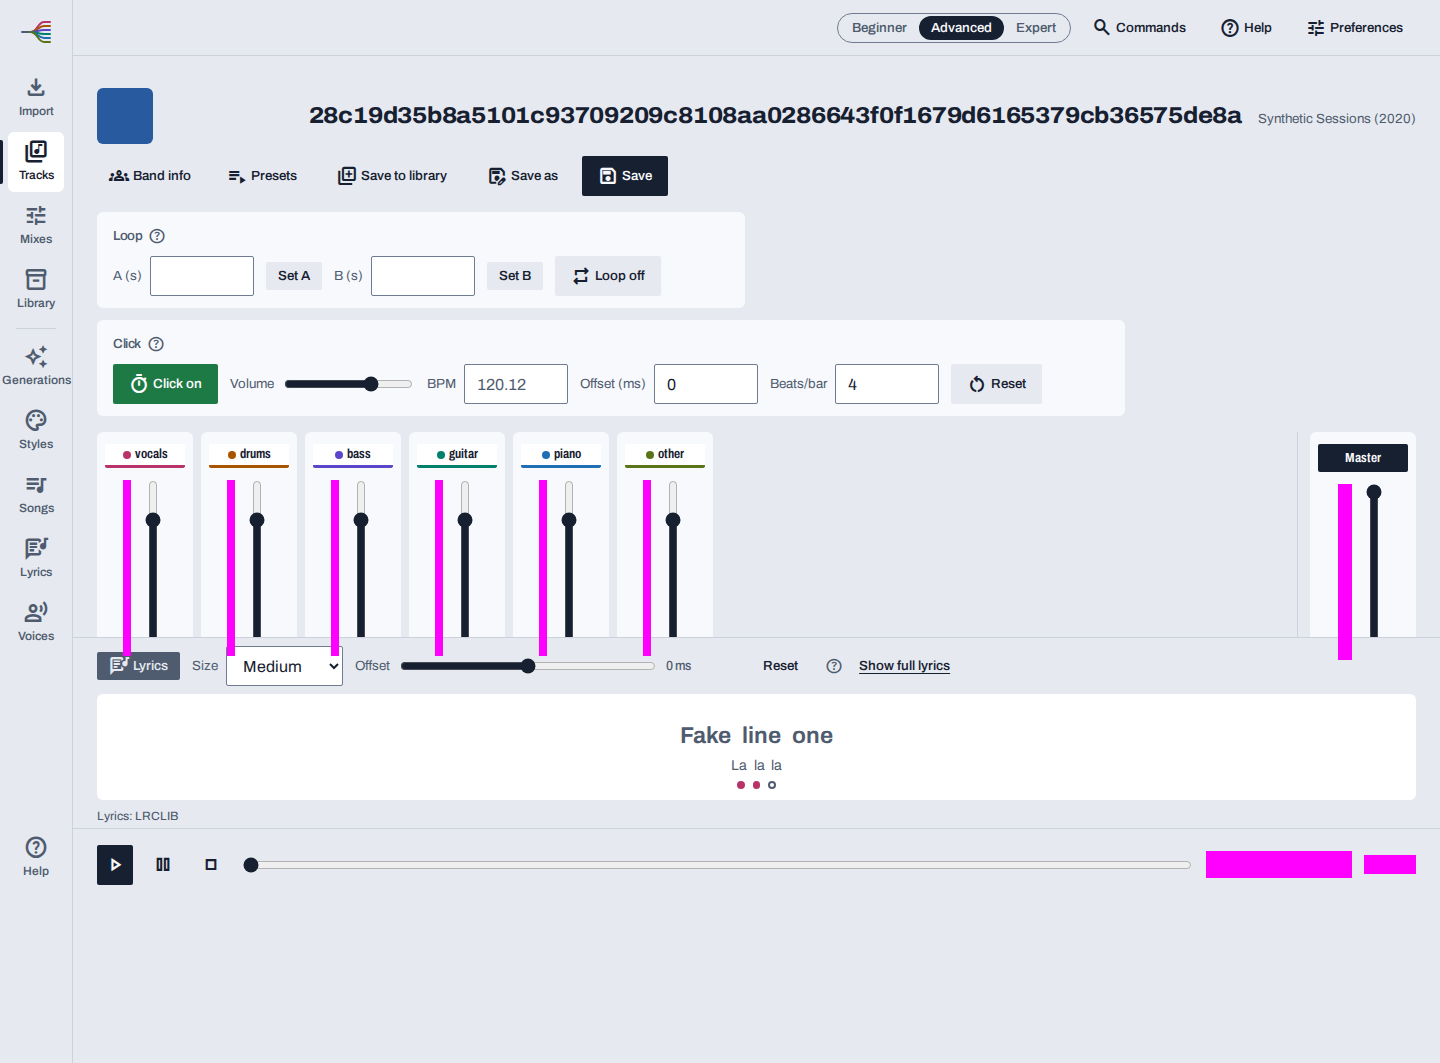 Beginner Advanced Expert Commands Help Preferences
Import
Tracks
Mixes
Library
Generations
Styles
Songs
Lyrics
Voices
Help
28c19d35b8a5101c93709209c8108aa0286643f0f1679d6165379cb36575de8a Synthetic Sessions (2020)
Band info Presets Save to library Save as Save
Loop
A (s) Set A B (s) Set B Loop off
Click
Click on Volume BPM 120.12 Offset (ms) 0 Beats/bar 4 Reset
vocals drums bass guitar piano other Master
Lyrics Size Medium Offset 0 ms Reset Show full lyrics
Fake line one
La la la
Lyrics: LRCLIB